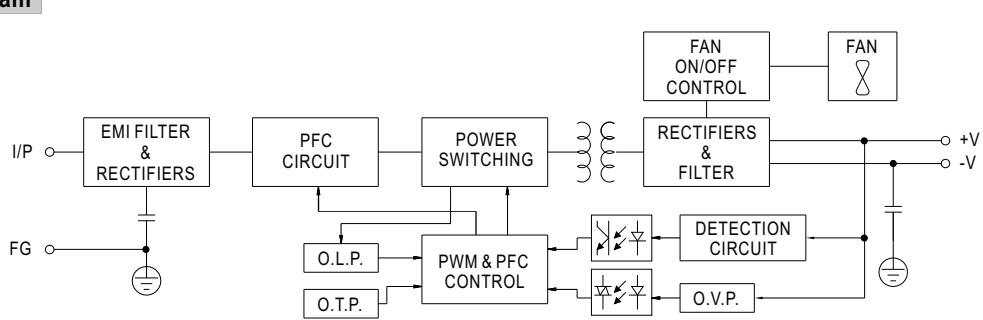 FAN
ON/OFF
CONTROL
FAN
I/P
EMI FILTER
&
RECTIFIERS
PFC
CIRCUIT
POWER
SWITCHING
RECTIFIERS
&
FILTER
+V
-V
FG
O.L.P.
O.T.P.
PWM & PFC
CONTROL
DETECTION
CIRCUIT
O.V.P.